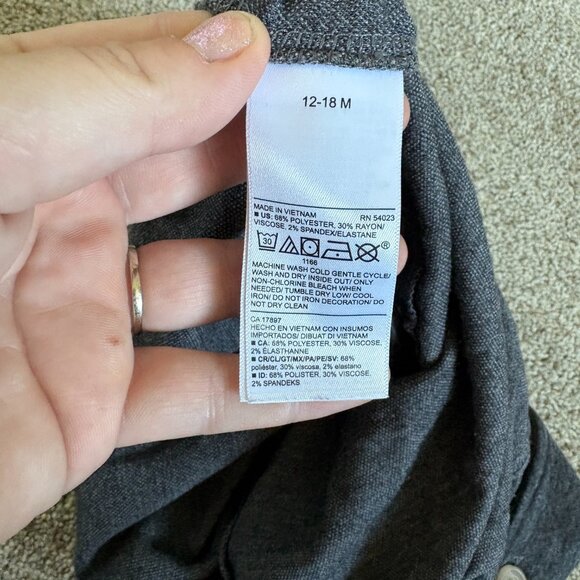 12-18 M
MADE IN VIETNAM RN 54023
■ US: 68% POLYESTER, 30% RAYON/
VISCOSE, 2% SPANDEX/ELASTANE
30 ®
1166
MACHINE WASH COLD GENTLE CYCLE/
WASH AND DRY INSIDE OUT/ ONLY
NON-CHLORINE BLEACH WHEN
NEEDED/ TUMBLE DRY LOW/ COOL
IRON/ DO NOT IRON DECORATION/ DO
NOT DRY CLEAN
CA 17897
HECHO EN VIETNAM CON INSUMOS
IMPORTADOS/ DIBUAT DI VIETNAM
■ CA: 68% POLYESTER, 30% VISCOSE,
2% ÉLASTHANNE
■ CR/CL/GT/MX/PA/PE/SV: 68%
poliéster, 30% viscosa, 2% elastano
■ ID: 68% POLISTER, 30% VISCOSE,
2% SPANDEKS